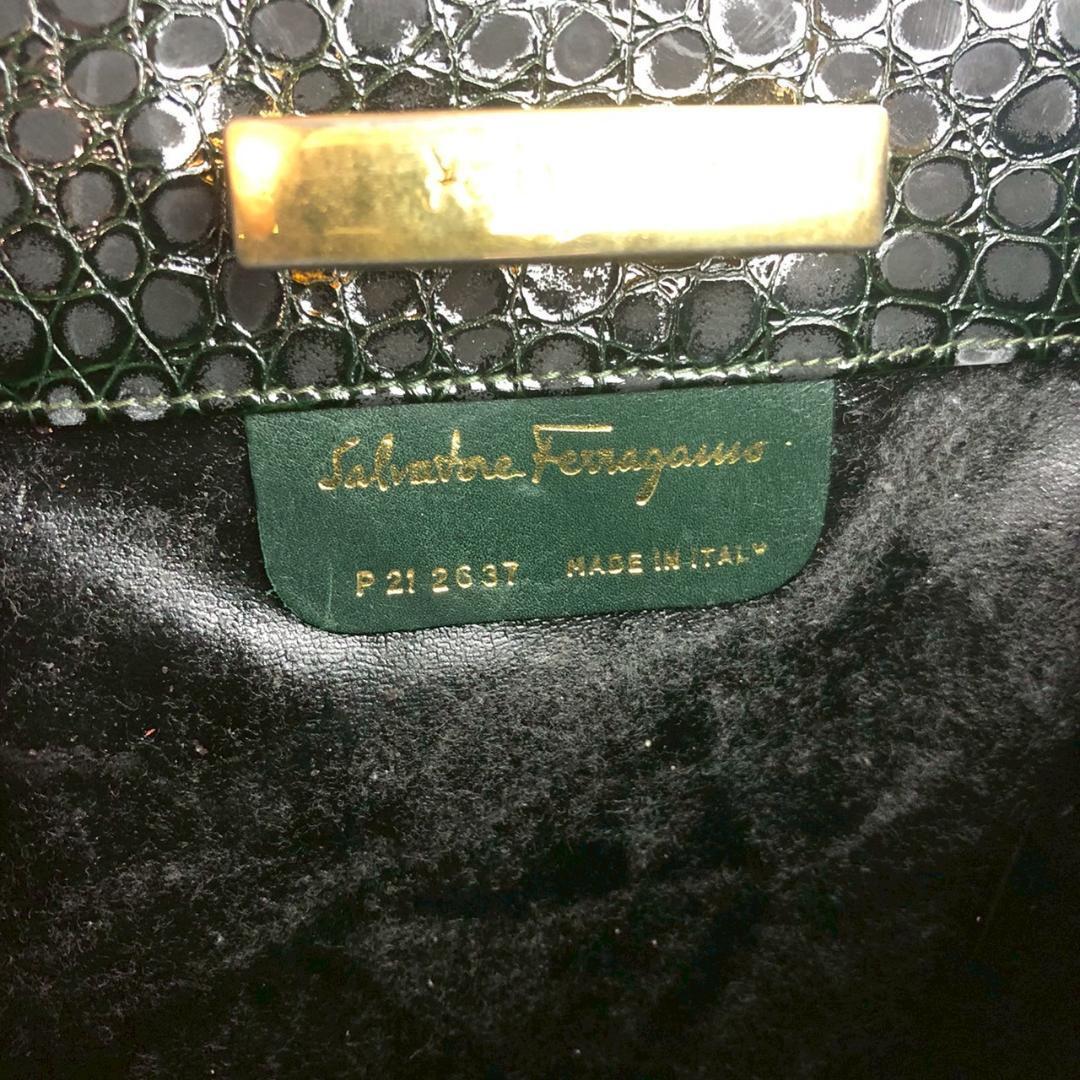 Salvatore Ferragamo
P 21 2637 MADE IN ITALY